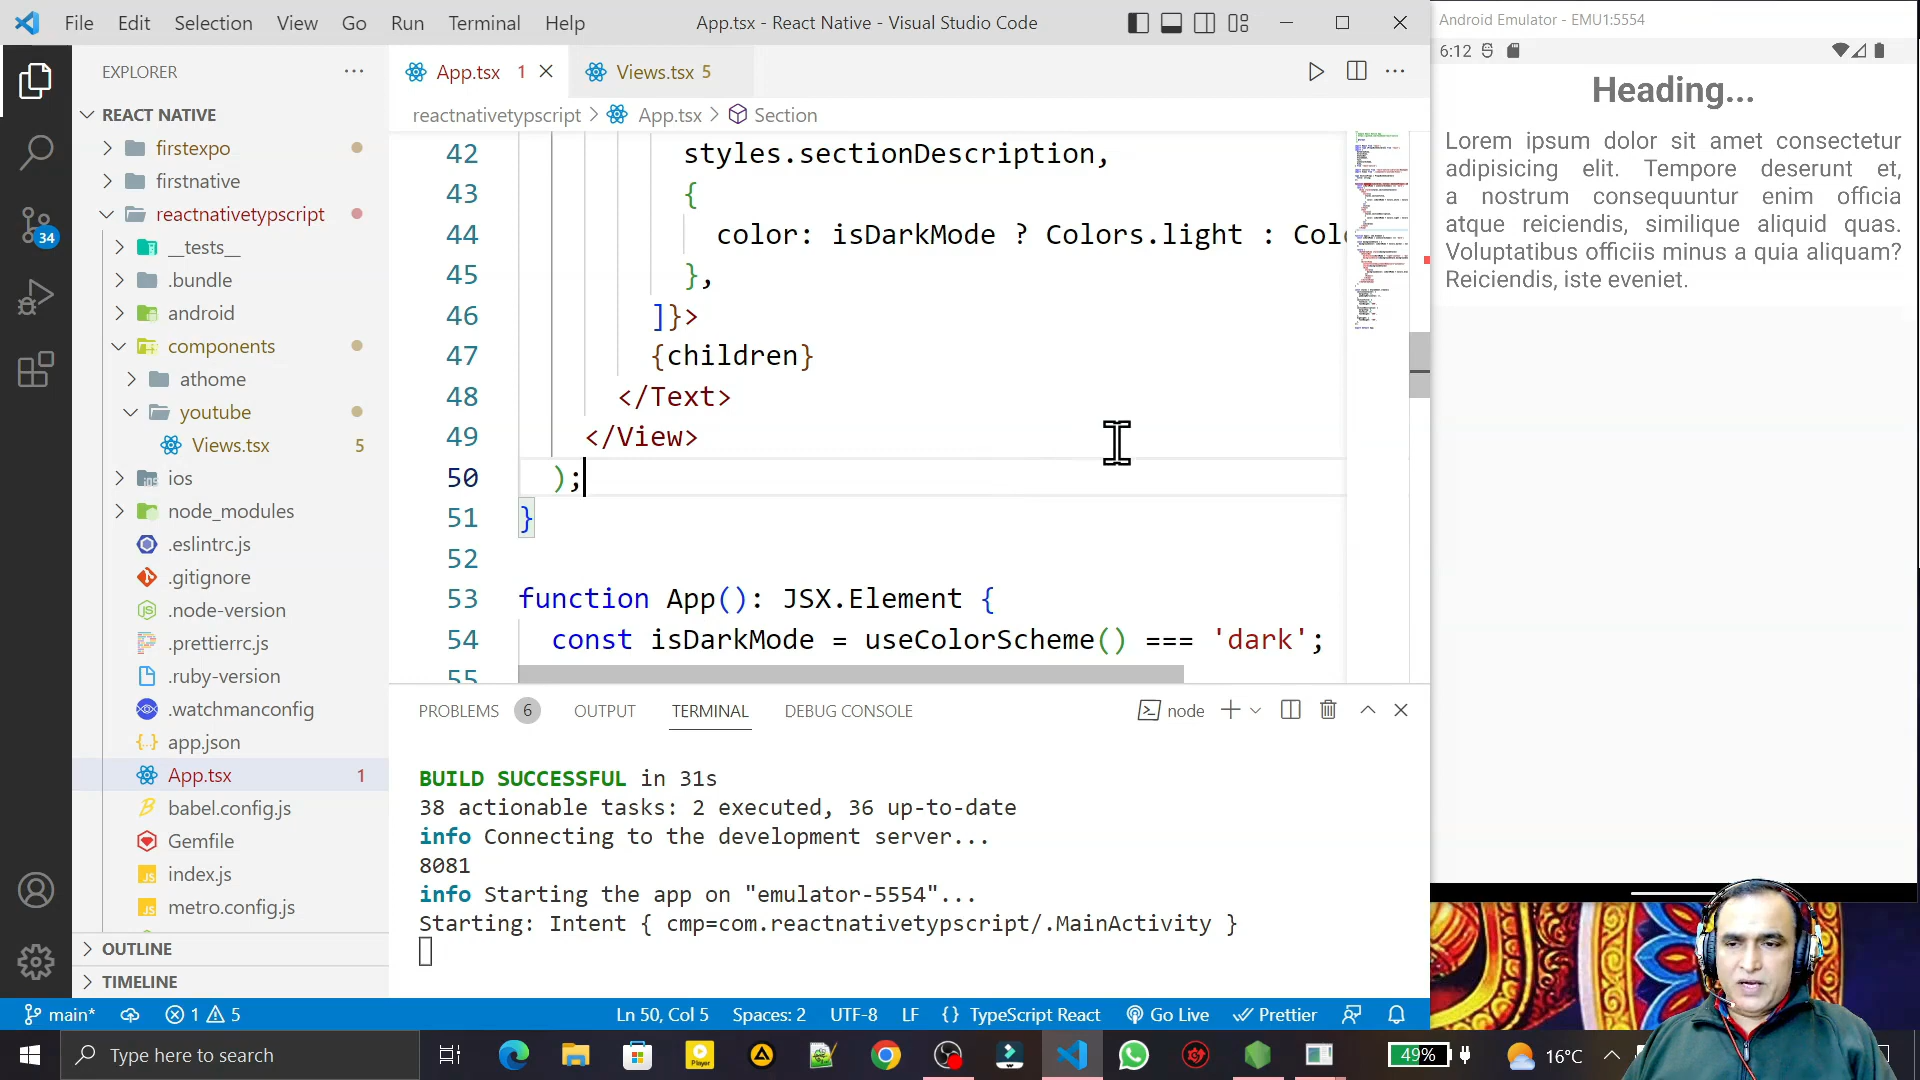 File Edit Selection View Go Run Terminal Help
App.tsx - React Native - Visual Studio Code
Android Emulator - EMU1:5554
6:12
EXPLORER
App.tsx 1
Views.tsx 5
reactnativetypscript > App.tsx > Section
REACT NATIVE
firstexpo
firstnative
reactnativetypscript
__tests__
.bundle
android
components
athome
youtube
Views.tsx 5
ios
node_modules
.eslintrc.js
.gitignore
.node-version
.prettierrc.js
.ruby-version
.watchmanconfig
app.json
App.tsx 1
babel.config.js
Gemfile
index.js
metro.config.js
OUTLINE
TIMELINE
34
42 styles.sectionDescription,
43 {
44 color: isDarkMode ? Colors.light : Colo
45 },
46 ]}>
47 {children}
48 </Text>
49 </View>
50 );
51 }
52
53 function App(): JSX.Element {
54 const isDarkMode = useColorScheme() === 'dark';
55
PROBLEMS 6 OUTPUT TERMINAL DEBUG CONSOLE
node
BUILD SUCCESSFUL in 31s
38 actionable tasks: 2 executed, 36 up-to-date
info Connecting to the development server...
8081
info Starting the app on "emulator-5554"...
Starting: Intent { cmp=com.reactnativetypscript/.MainActivity }
Heading...
Lorem ipsum dolor sit amet consectetur
adipisicing elit. Tempore deserunt et,
a nostrum consequuntur enim officia
atque reiciendis, similique aliquid quas.
Voluptatibus officiis minus a quia aliquam?
Reiciendis, iste eveniet.
main* 1 5
Ln 50, Col 5 Spaces: 2 UTF-8 LF {} TypeScript React Go Live Prettier
Type here to search
Player
49%
16°C